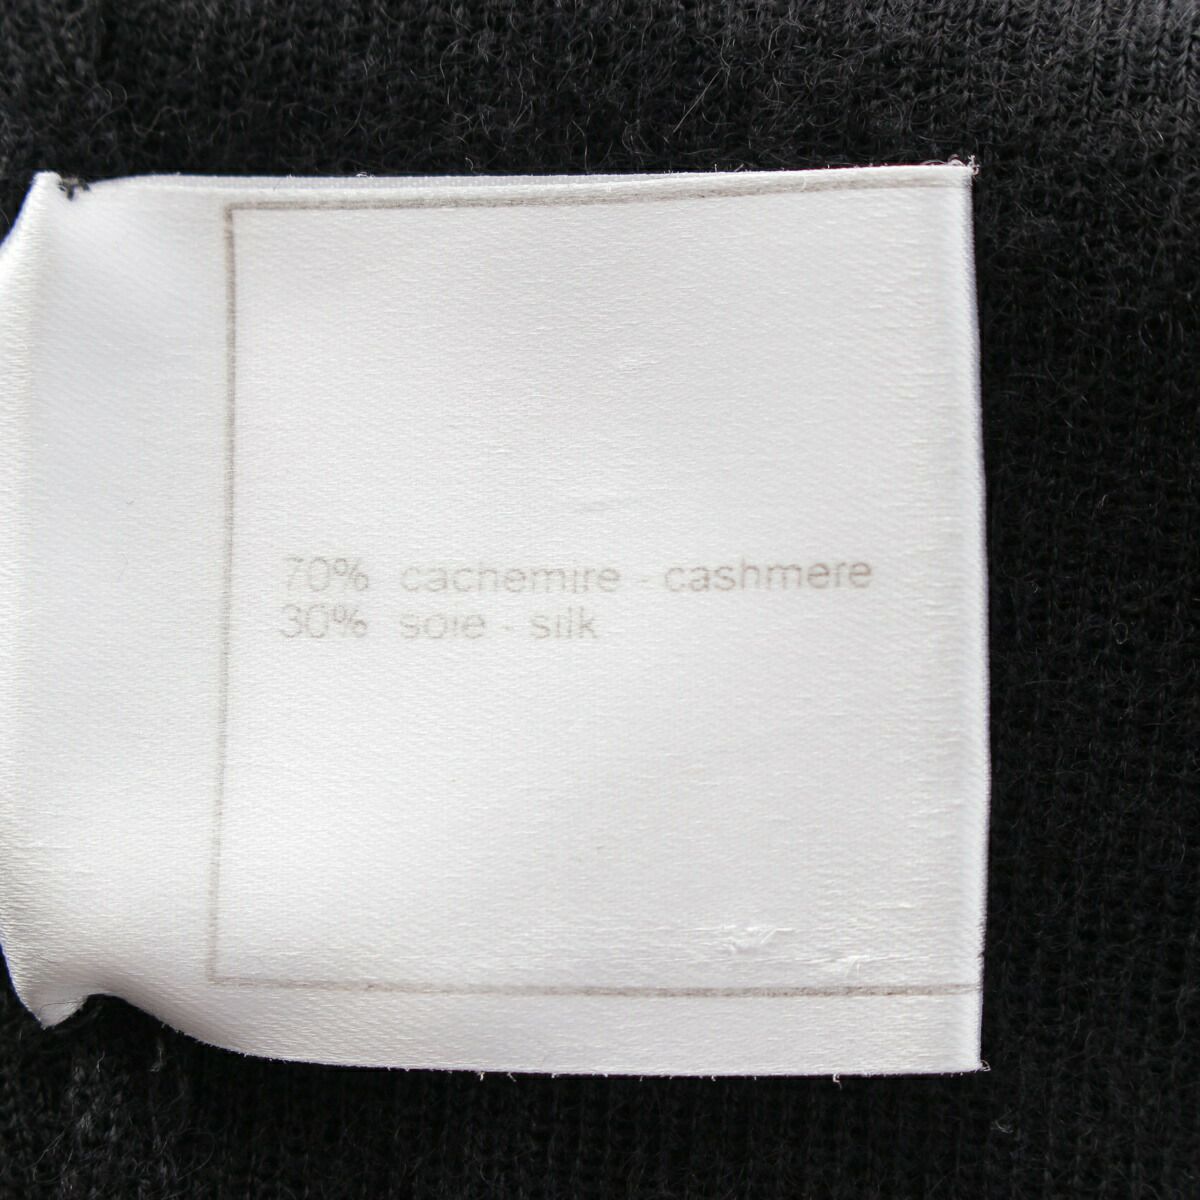 70% cachemire - cashmere
30% soie - silk